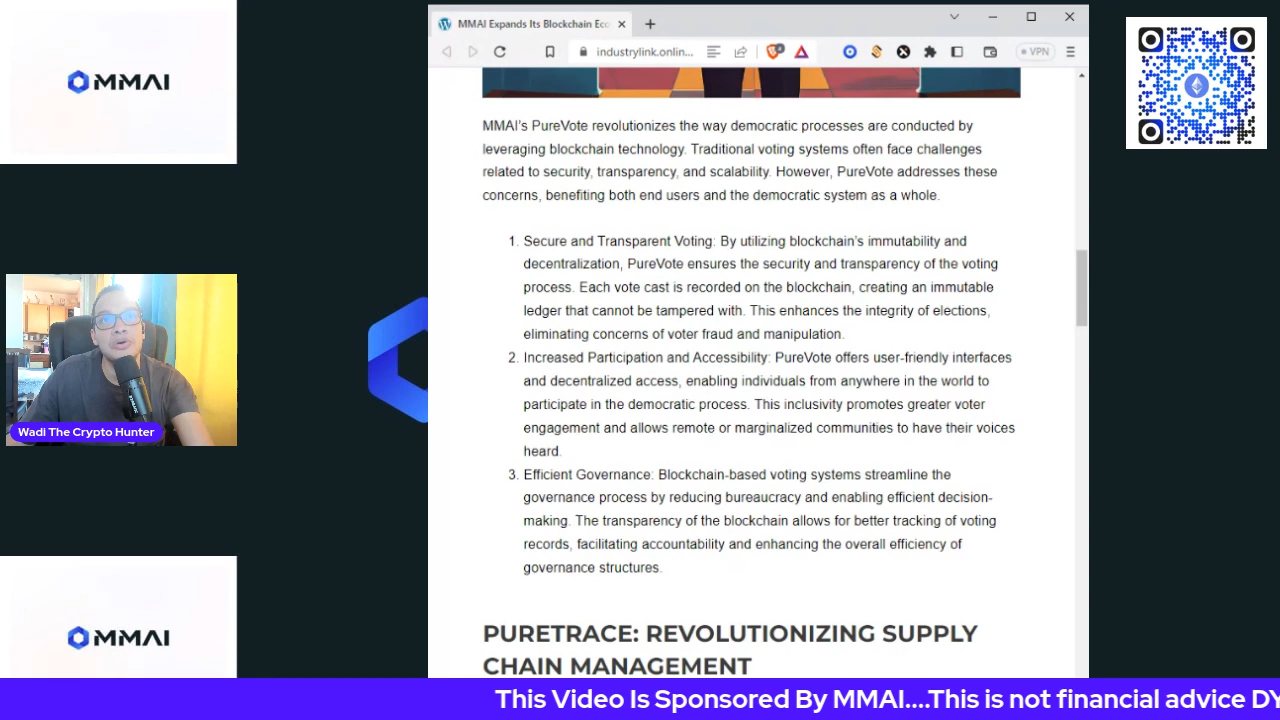 MMAI
MMAI Expands Its Blockchain Eco
industrylink.onlin...
VPN
MMAI's PureVote revolutionizes the way democratic processes are conducted by
leveraging blockchain technology. Traditional voting systems often face challenges
related to security, transparency, and scalability. However, PureVote addresses these
concerns, benefiting both end users and the democratic system as a whole.
1. Secure and Transparent Voting: By utilizing blockchain's immutability and
decentralization, PureVote ensures the security and transparency of the voting
process. Each vote cast is recorded on the blockchain, creating an immutable
ledger that cannot be tampered with. This enhances the integrity of elections,
eliminating concerns of voter fraud and manipulation.
2. Increased Participation and Accessibility: PureVote offers user-friendly interfaces
and decentralized access, enabling individuals from anywhere in the world to
participate in the democratic process. This inclusivity promotes greater voter
engagement and allows remote or marginalized communities to have their voices
heard.
3. Efficient Governance: Blockchain-based voting systems streamline the
governance process by reducing bureaucracy and enabling efficient decision-
making. The transparency of the blockchain allows for better tracking of voting
records, facilitating accountability and enhancing the overall efficiency of
governance structures.
PURETRACE: REVOLUTIONIZING SUPPLY
CHAIN MANAGEMENT
Wadi The Crypto Hunter
MMAI
This Video Is Sponsored By MMAI....This is not financial advice DY